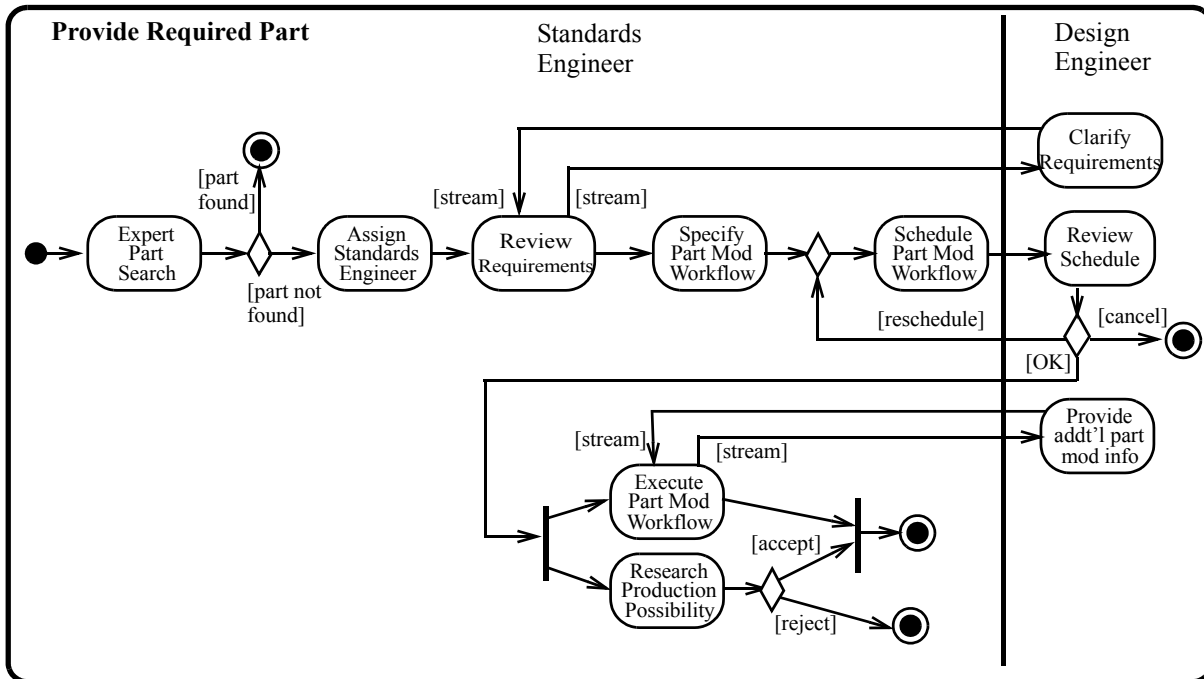 Provide Required Part
Standards
Engineer
Design
Engineer
Clarify
Requirements
[part
found]
[stream]
[stream]
Expert
Part
Search
Assign
Standards
Engineer
Review
Requirements
Specify
Part Mod
Workflow
Schedule
Part Mod
Workflow
Review
Schedule
[part not
found]
[reschedule]
[cancel]
[OK]
Provide
addt'l part
mod info
[stream]
[stream]
Execute
Part Mod
Workflow
[accept]
Research
Production
Possibility
[reject]